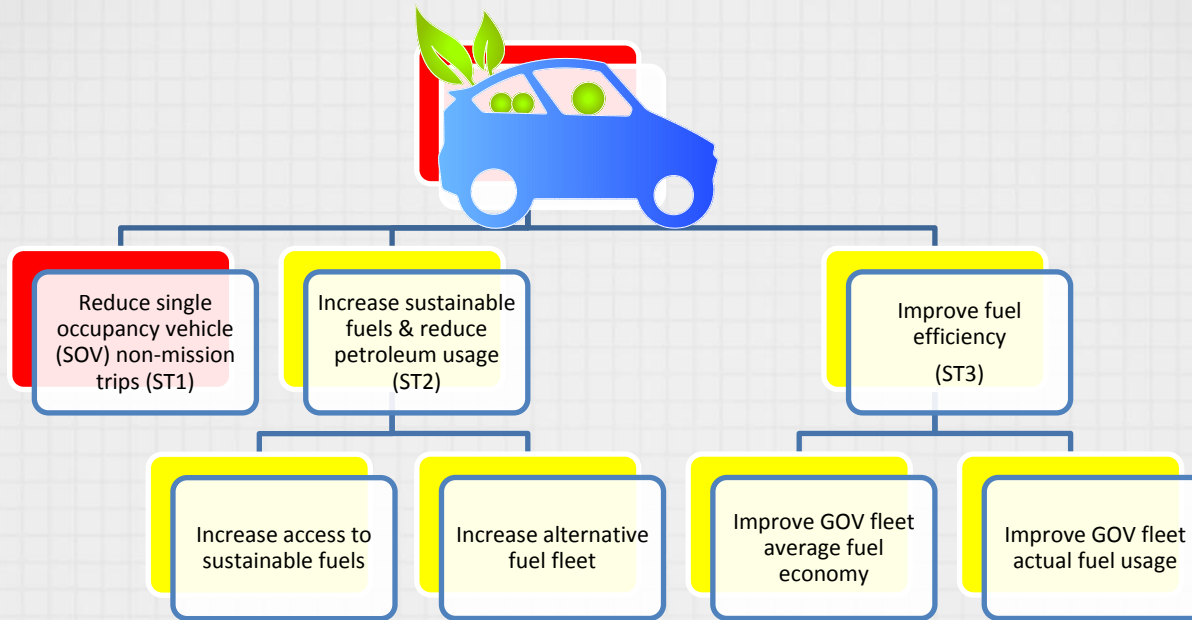 Reduce single
occupancy vehicle
(SOV) non-mission
trips (ST1)
Increase sustainable
fuels & reduce
petroleum usage
(ST2)
Improve fuel
efficiency
(ST3)
Increase access to
sustainable fuels
Increase alternative
fuel fleet
Improve GOV fleet
average fuel
economy
Improve GOV fleet
actual fuel usage